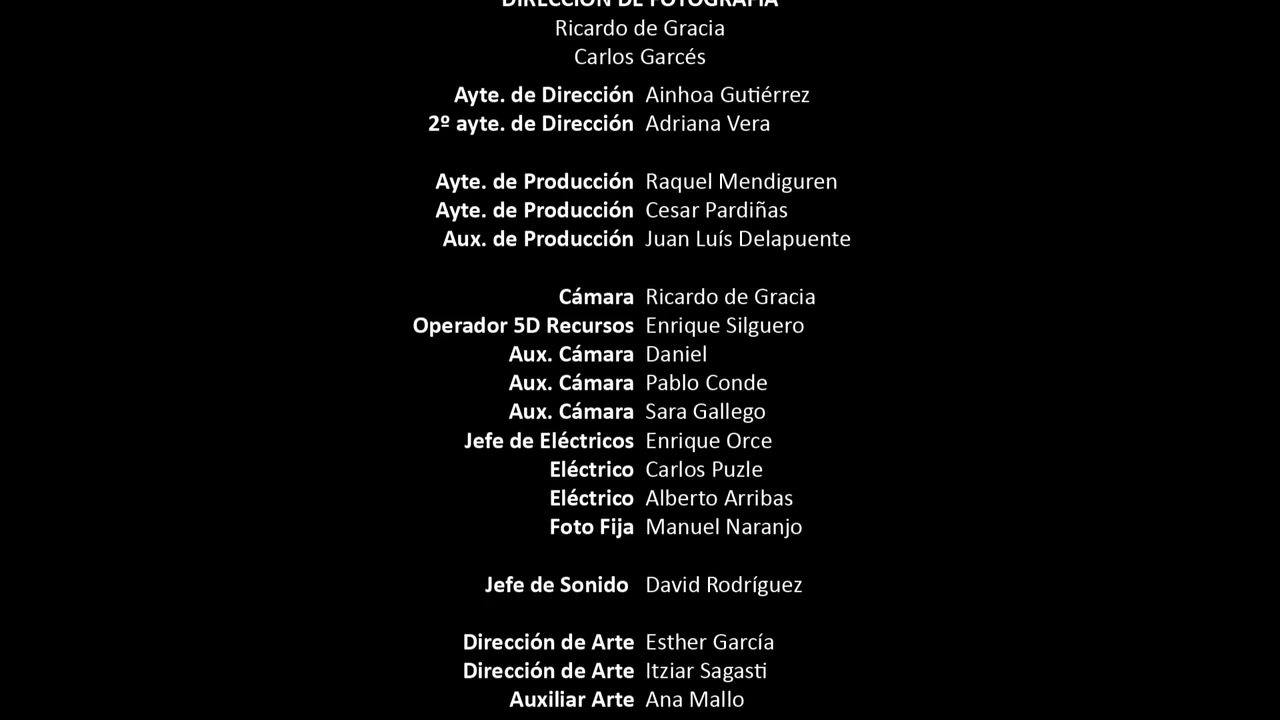 DIRECCIÓN DE FOTOGRAFÍA
Ricardo de Gracia
Carlos Garcés
Ayte. de Dirección Ainhoa Gutiérrez
2º ayte. de Dirección Adriana Vera
Ayte. de Producción Raquel Mendiguren
Ayte. de Producción Cesar Pardiñas
Aux. de Producción Juan Luís Delapuente
Cámara Ricardo de Gracia
Operador 5D Recursos Enrique Silguero
Aux. Cámara Daniel
Aux. Cámara Pablo Conde
Aux. Cámara Sara Gallego
Jefe de Eléctricos Enrique Orce
Eléctrico Carlos Puzle
Eléctrico Alberto Arribas
Foto Fija Manuel Naranjo
Jefe de Sonido David Rodríguez
Dirección de Arte Esther García
Dirección de Arte Itziar Sagasti
Auxiliar Arte Ana Mallo